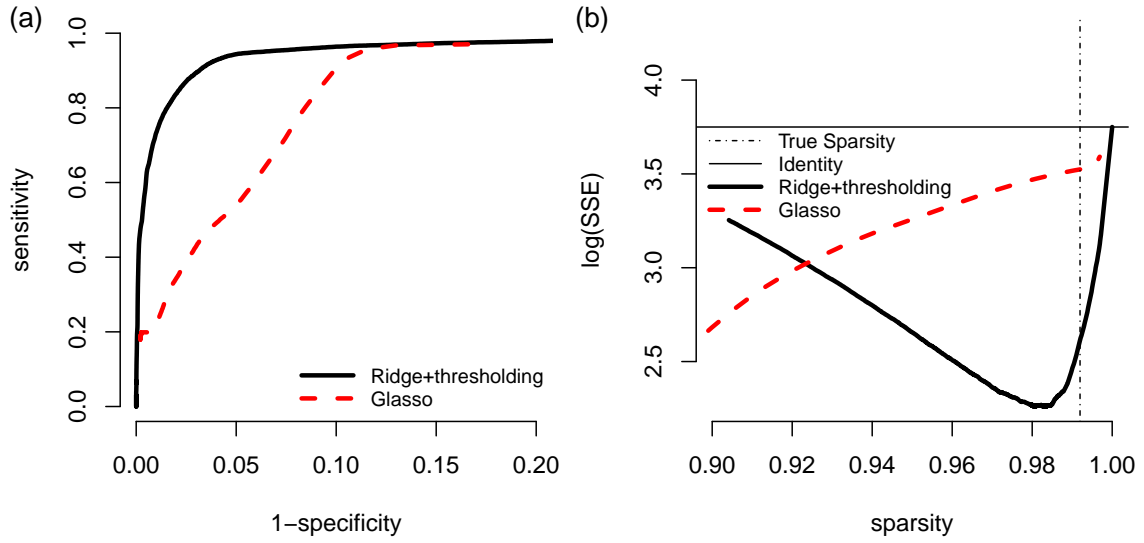 (a)
1.0
0.8
0.6
0.4
0.2
0.0
sensitivity
Ridge+thresholding
Glasso
0.00
0.05
0.10
0.15
0.20
1−specificity
(b)
4.0
3.5
3.0
2.5
log(SSE)
True Sparsity
Identity
Ridge+thresholding
Glasso
0.90
0.92
0.94
0.96
0.98
1.00
sparsity